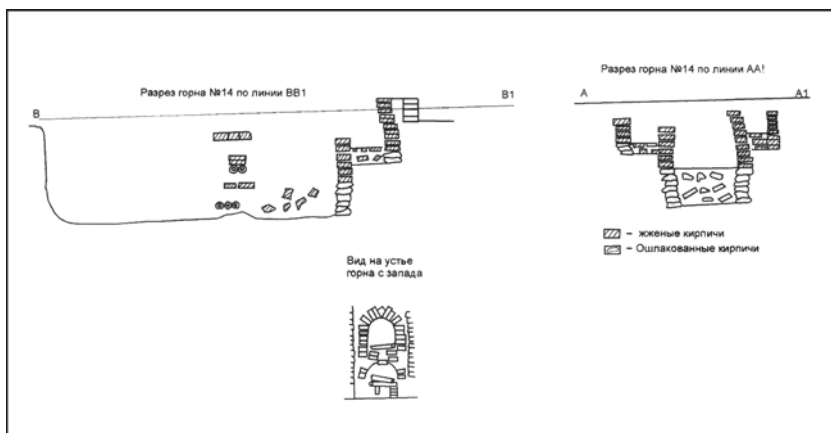 Разрез горна №14 по линии ВВ1
В
В1
Разрез горна №14 по линии АА!
А
А1
– жженые кирпичи
– Ошлакованные кирпичи
Вид на устье
горна с запада